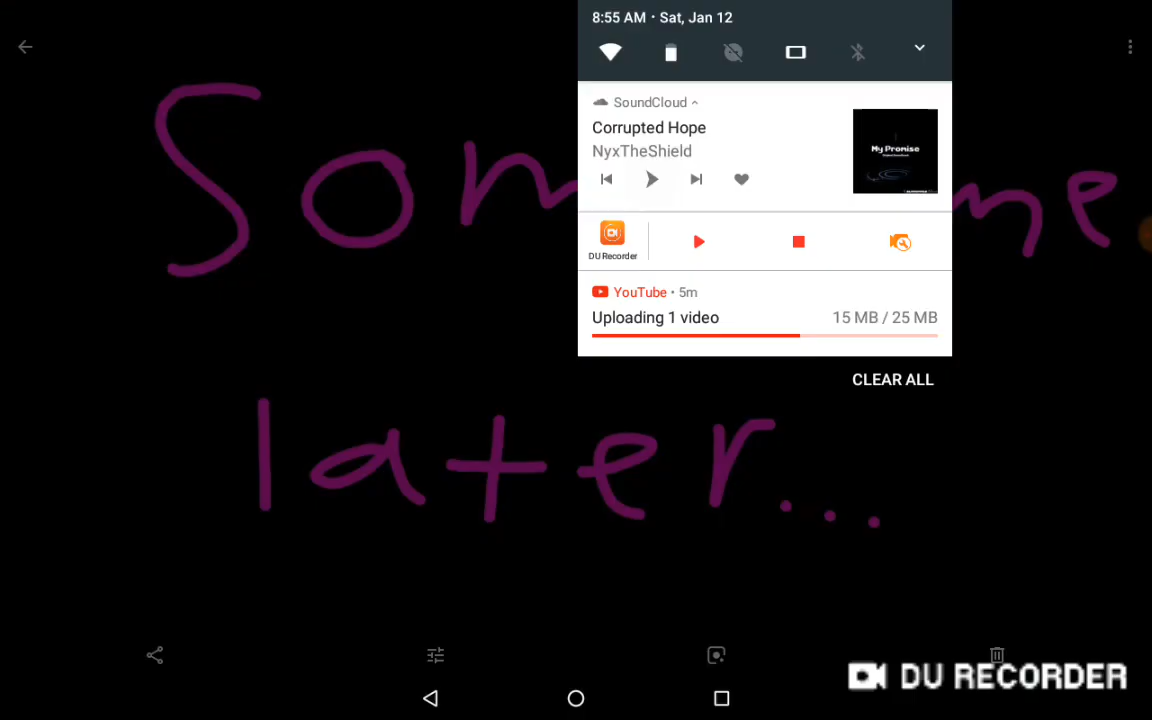 8:55 AM · Sat, Jan 12
SoundCloud
Corrupted Hope
NyxTheShield
My Promise
DU Recorder
YouTube • 5m
Uploading 1 video 15 MB / 25 MB
CLEAR ALL
Som me
later...
DU RECORDER